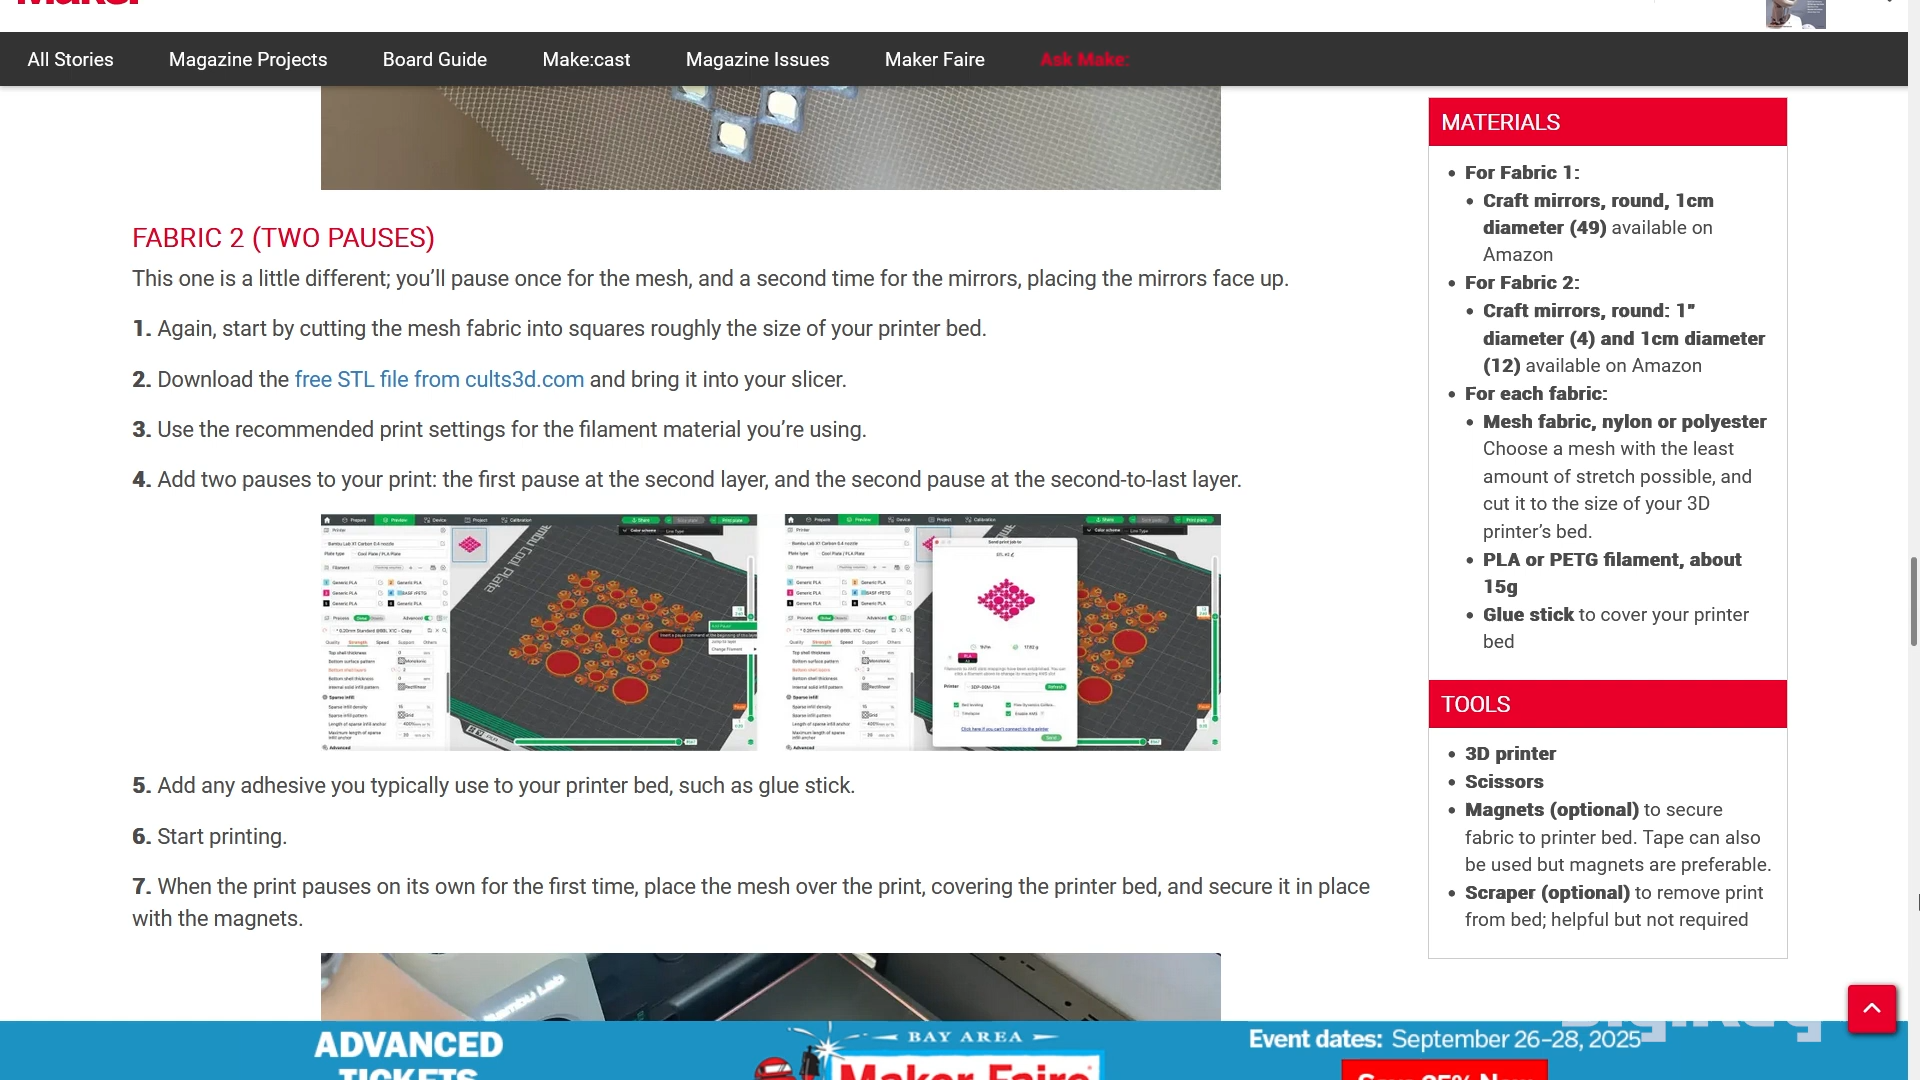 All Stories
Magazine Projects
Board Guide
Make:cast
Magazine Issues
Maker Faire
Ask Make:
FABRIC 2 (TWO PAUSES)
This one is a little different; you’ll pause once for the mesh, and a second time for the mirrors, placing the mirrors face up.
1. Again, start by cutting the mesh fabric into squares roughly the size of your printer bed.
2. Download the free STL file from cults3d.com and bring it into your slicer.
3. Use the recommended print settings for the filament material you’re using.
4. Add two pauses to your print: the first pause at the second layer, and the second pause at the second-to-last layer.
5. Add any adhesive you typically use to your printer bed, such as glue stick.
6. Start printing.
7. When the print pauses on its own for the first time, place the mesh over the print, covering the printer bed, and secure it in place
with the magnets.
MATERIALS
For Fabric 1:
Craft mirrors, round, 1cm
diameter (49) available on
Amazon
For Fabric 2:
Craft mirrors, round: 1"
diameter (4) and 1cm diameter
(12) available on Amazon
For each fabric:
Mesh fabric, nylon or polyester
Choose a mesh with the least
amount of stretch possible, and
cut it to the size of your 3D
printer’s bed.
PLA or PETG filament, about
15g
Glue stick to cover your printer
bed
TOOLS
3D printer
Scissors
Magnets (optional) to secure
fabric to printer bed. Tape can also
be used but magnets are preferable.
Scraper (optional) to remove print
from bed; helpful but not required
ADVANCED
TICKETS
BAY AREA
Maker Faire
Event dates: September 26–28, 2025